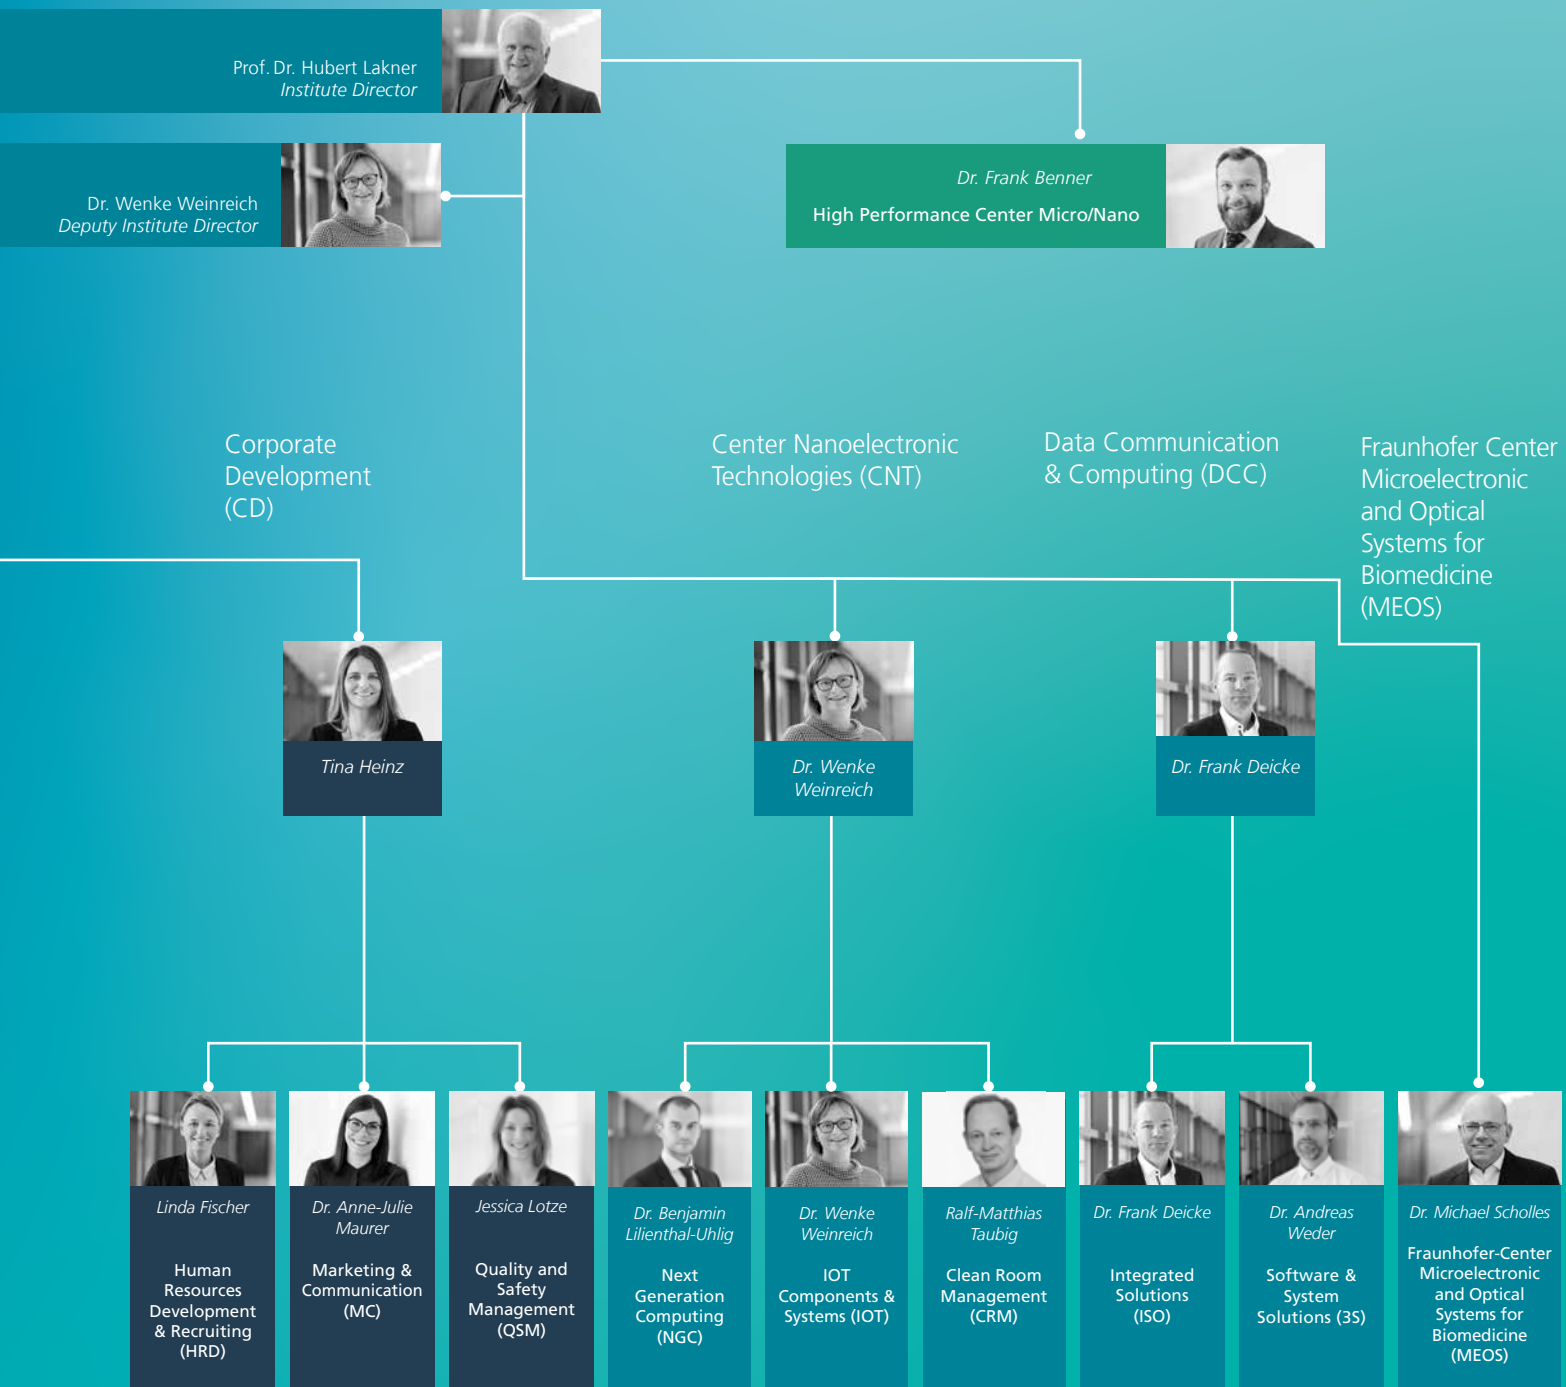 Prof. Dr. Hubert Lakner
Institute Director
Dr. Wenke Weinreich
Deputy Institute Director
Dr. Frank Benner
High Performance Center Micro/Nano
Corporate
Development
(CD)
Center Nanoelectronic
Technologies (CNT)
Data Communication
& Computing (DCC)
Fraunhofer Center
Microelectronic
and Optical
Systems for
Biomedicine
(MEOS)
Tina Heinz
Dr. Wenke
Weinreich
Dr. Frank Deicke
Linda Fischer
Human
Resources
Development
& Recruiting
(HRD)
Dr. Anne-Julie
Maurer
Marketing &
Communication
(MC)
Jessica Lotze
Quality and
Safety
Management
(QSM)
Dr. Benjamin
Lilienthal-Uhlig
Next
Generation
Computing
(NGC)
Dr. Wenke
Weinreich
IOT
Components &
Systems (IOT)
Ralf-Matthias
Taubig
Clean Room
Management
(CRM)
Dr. Frank Deicke
Integrated
Solutions
(ISO)
Dr. Andreas
Weder
Software &
System
Solutions (3S)
Dr. Michael Scholles
Fraunhofer-Center
Microelectronic
and Optical
Systems for
Biomedicine
(MEOS)